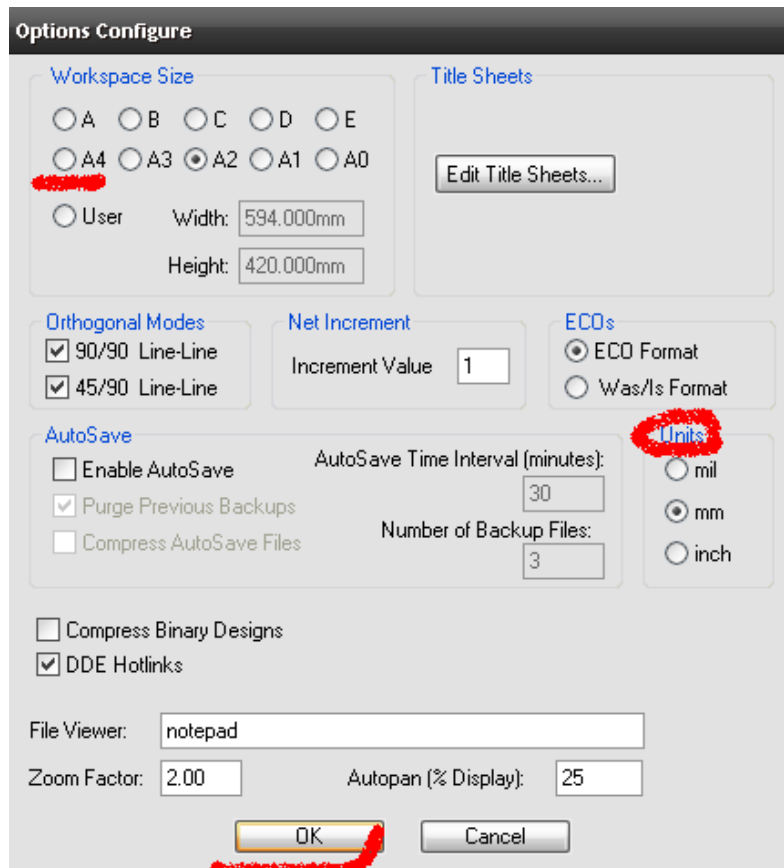 Options Configure
Workspace Size
A B C D E
A4 A3 A2 A1 A0
User Width: 594.000mm
Height: 420.000mm
Title Sheets
Edit Title Sheets...
Orthogonal Modes
90/90 Line-Line
45/90 Line-Line
Net Increment
Increment Value 1
ECOs
ECO Format
Was/Is Format
AutoSave
Enable AutoSave
Purge Previous Backups
Compress AutoSave Files
AutoSave Time Interval (minutes):
30
Number of Backup Files:
3
Units
mil
mm
inch
Compress Binary Designs
DDE Hotlinks
File Viewer: notepad
Zoom Factor: 2.00 Autopan (% Display): 25
OK Cancel